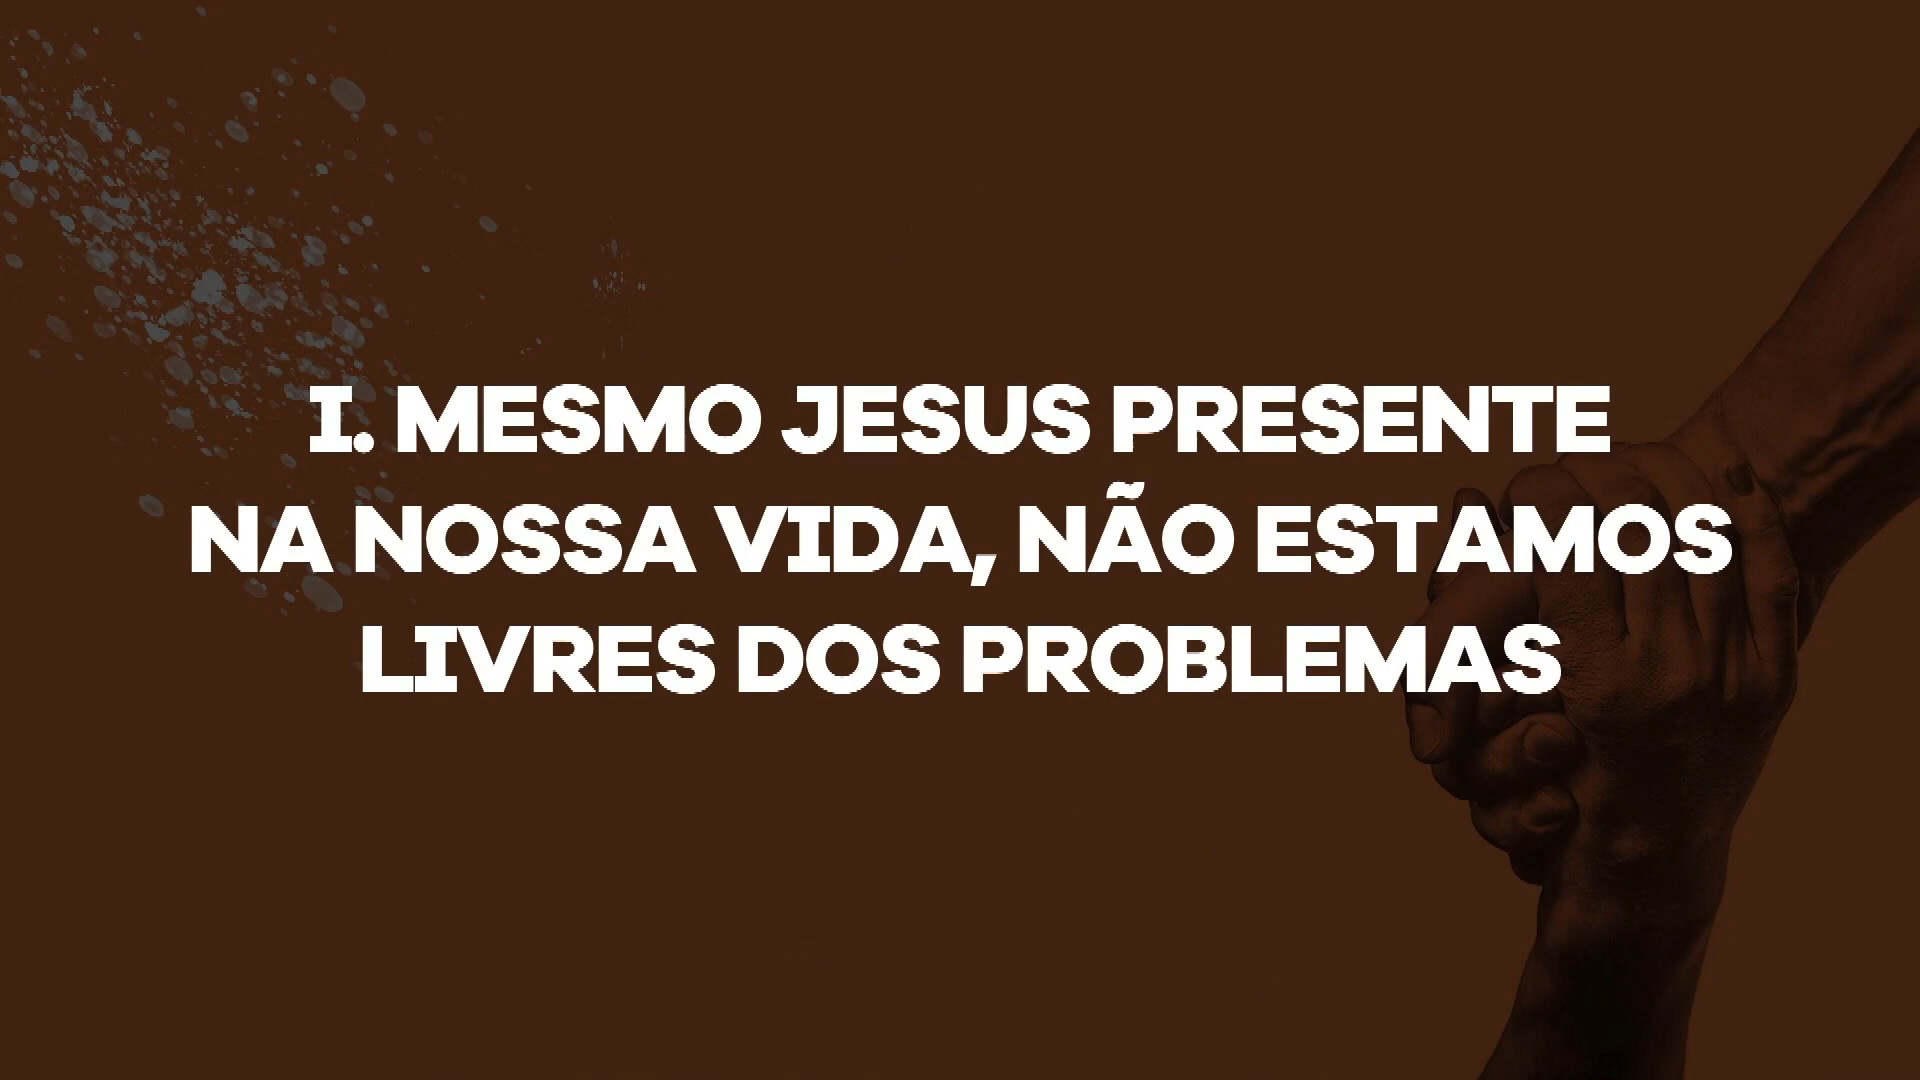 I. MESMO JESUS PRESENTE
NA NOSSA VIDA, NÃO ESTAMOS
LIVRES DOS PROBLEMAS